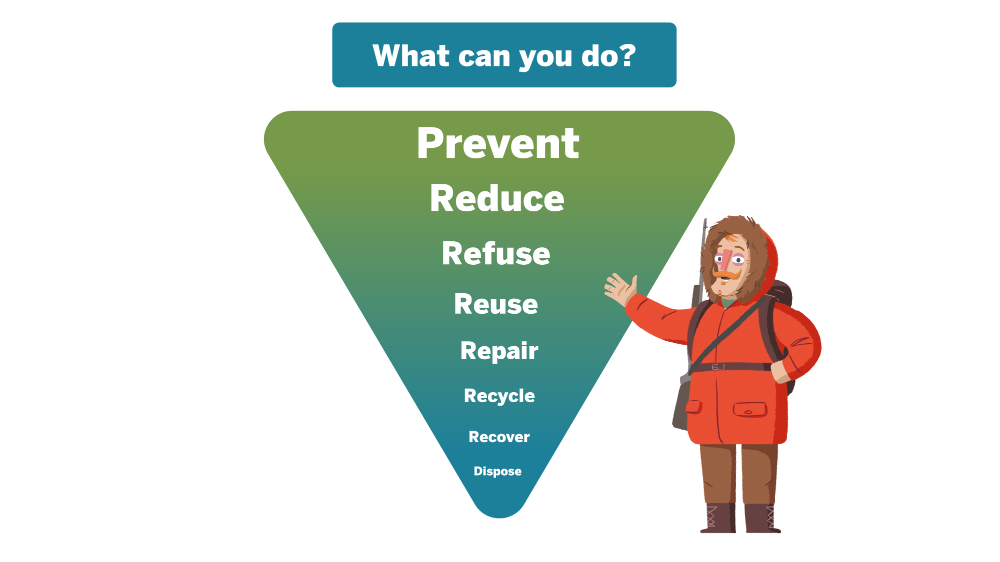 What can you do?
Prevent
Reduce
Refuse
Reuse
Repair
Recycle
Recover
Dispose